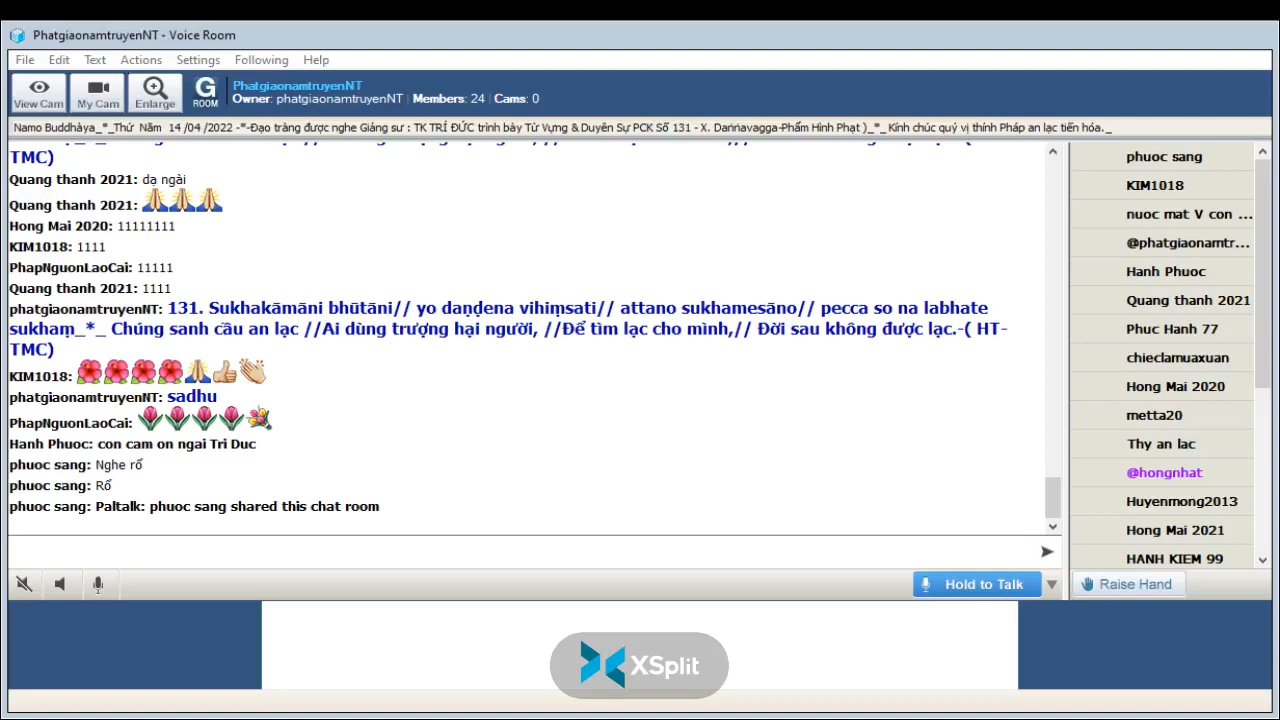 PhatgiaonamtruyenNT - Voice Room
File Edit Text Actions Settings Following Help
View Cam My Cam Enlarge G ROOM
PhatgiaonamtruyenNT
Owner: phatgiaonamtruyenNT | Members: 24 | Cams: 0
Namo Buddhàya_*_Thứ Năm 14 /04 /2022 -*-Đạo tràng được nghe Giảng sư : TK TRÍ ĐỨC trình bày Từ Vựng & Duyên Sự PCK Số 131 - X. Daṇṇavagga-Phẩm Hình Phạt )_*_ Kính chúc quý vị thính Pháp an lạc tiến hóa._
TMC)
Quang thanh 2021: dạ ngài
Quang thanh 2021:
Hong Mai 2020: 11111111
KIM1018: 1111
PhapNguonLaoCai: 11111
Quang thanh 2021: 1111
phatgiaonamtruyenNT: 131. Sukhakāmāni bhūtāni// yo daṇḍena vihiṃsati// attano sukhamesāno// pecca so na labhate
sukhaṃ_*_ Chúng sanh cầu an lạc //Ai dùng trượng hại người, //Để tìm lạc cho mình,// Đời sau không được lạc.-( HT-
TMC)
KIM1018:
phatgiaonamtruyenNT: sadhu
PhapNguonLaoCai:
Hanh Phuoc: con cam on ngai Tri Duc
phuoc sang: Nghe rổ
phuoc sang: Rổ
phuoc sang: Paltalk: phuoc sang shared this chat room
phuoc sang
KIM1018
nuoc mat V con ...
@phatgiaonamtr...
Hanh Phuoc
Quang thanh 2021
Phuc Hanh 77
chieclamuaxuan
Hong Mai 2020
metta20
Thy an lac
@hongnhat
Huyenmong2013
Hong Mai 2021
HANH KIEM 99
Hold to Talk
Raise Hand
XSplit